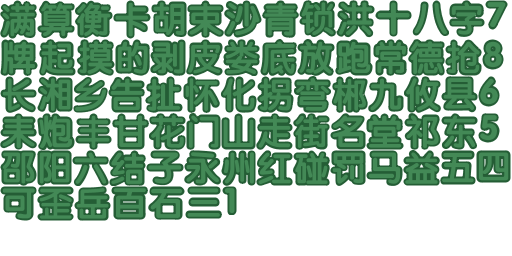 满算衡卡胡束沙青锁洪十八字7
牌起摸的剥皮娄底放跑常德抢8
长湘乡告扯怀化拐弯郴九攸县6
耒炮丰甘花门山走街名堂祁东5
邵阳六结子永州红碰罚马益五四
可歪岳百石三1